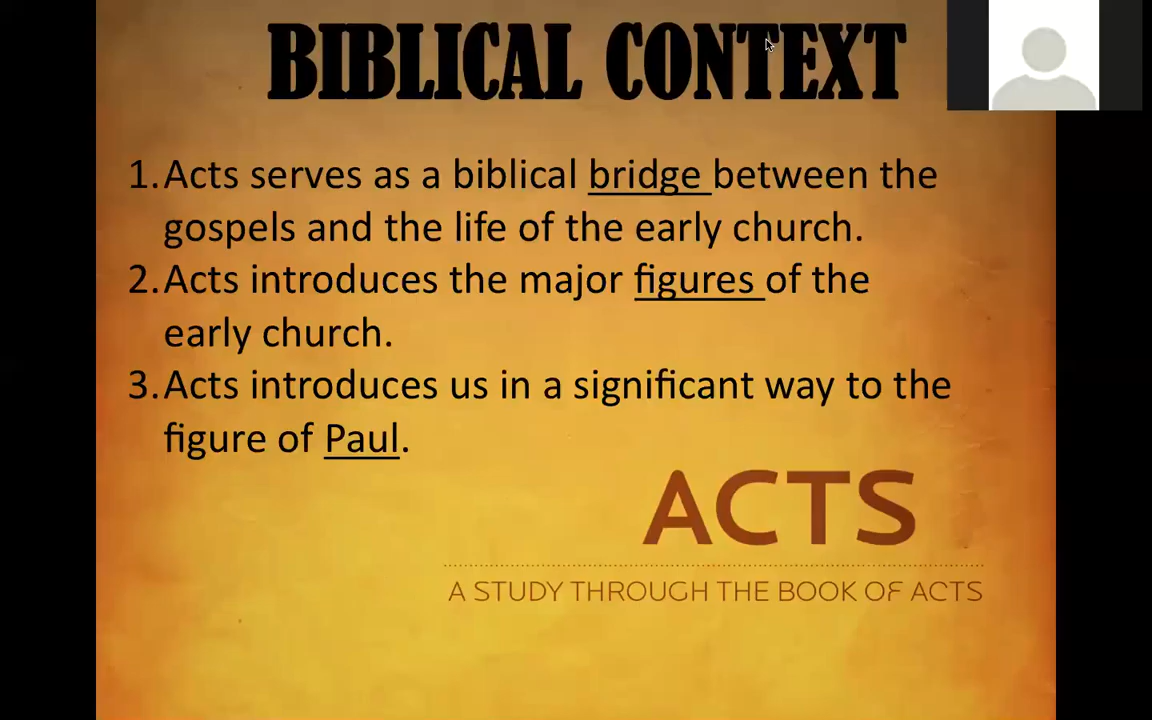 BIBLICAL CONTEXT
1.Acts serves as a biblical bridge between the
gospels and the life of the early church.
2.Acts introduces the major figures of the
early church.
3.Acts introduces us in a significant way to the
figure of Paul.
ACTS
A STUDY THROUGH THE BOOK OF ACTS